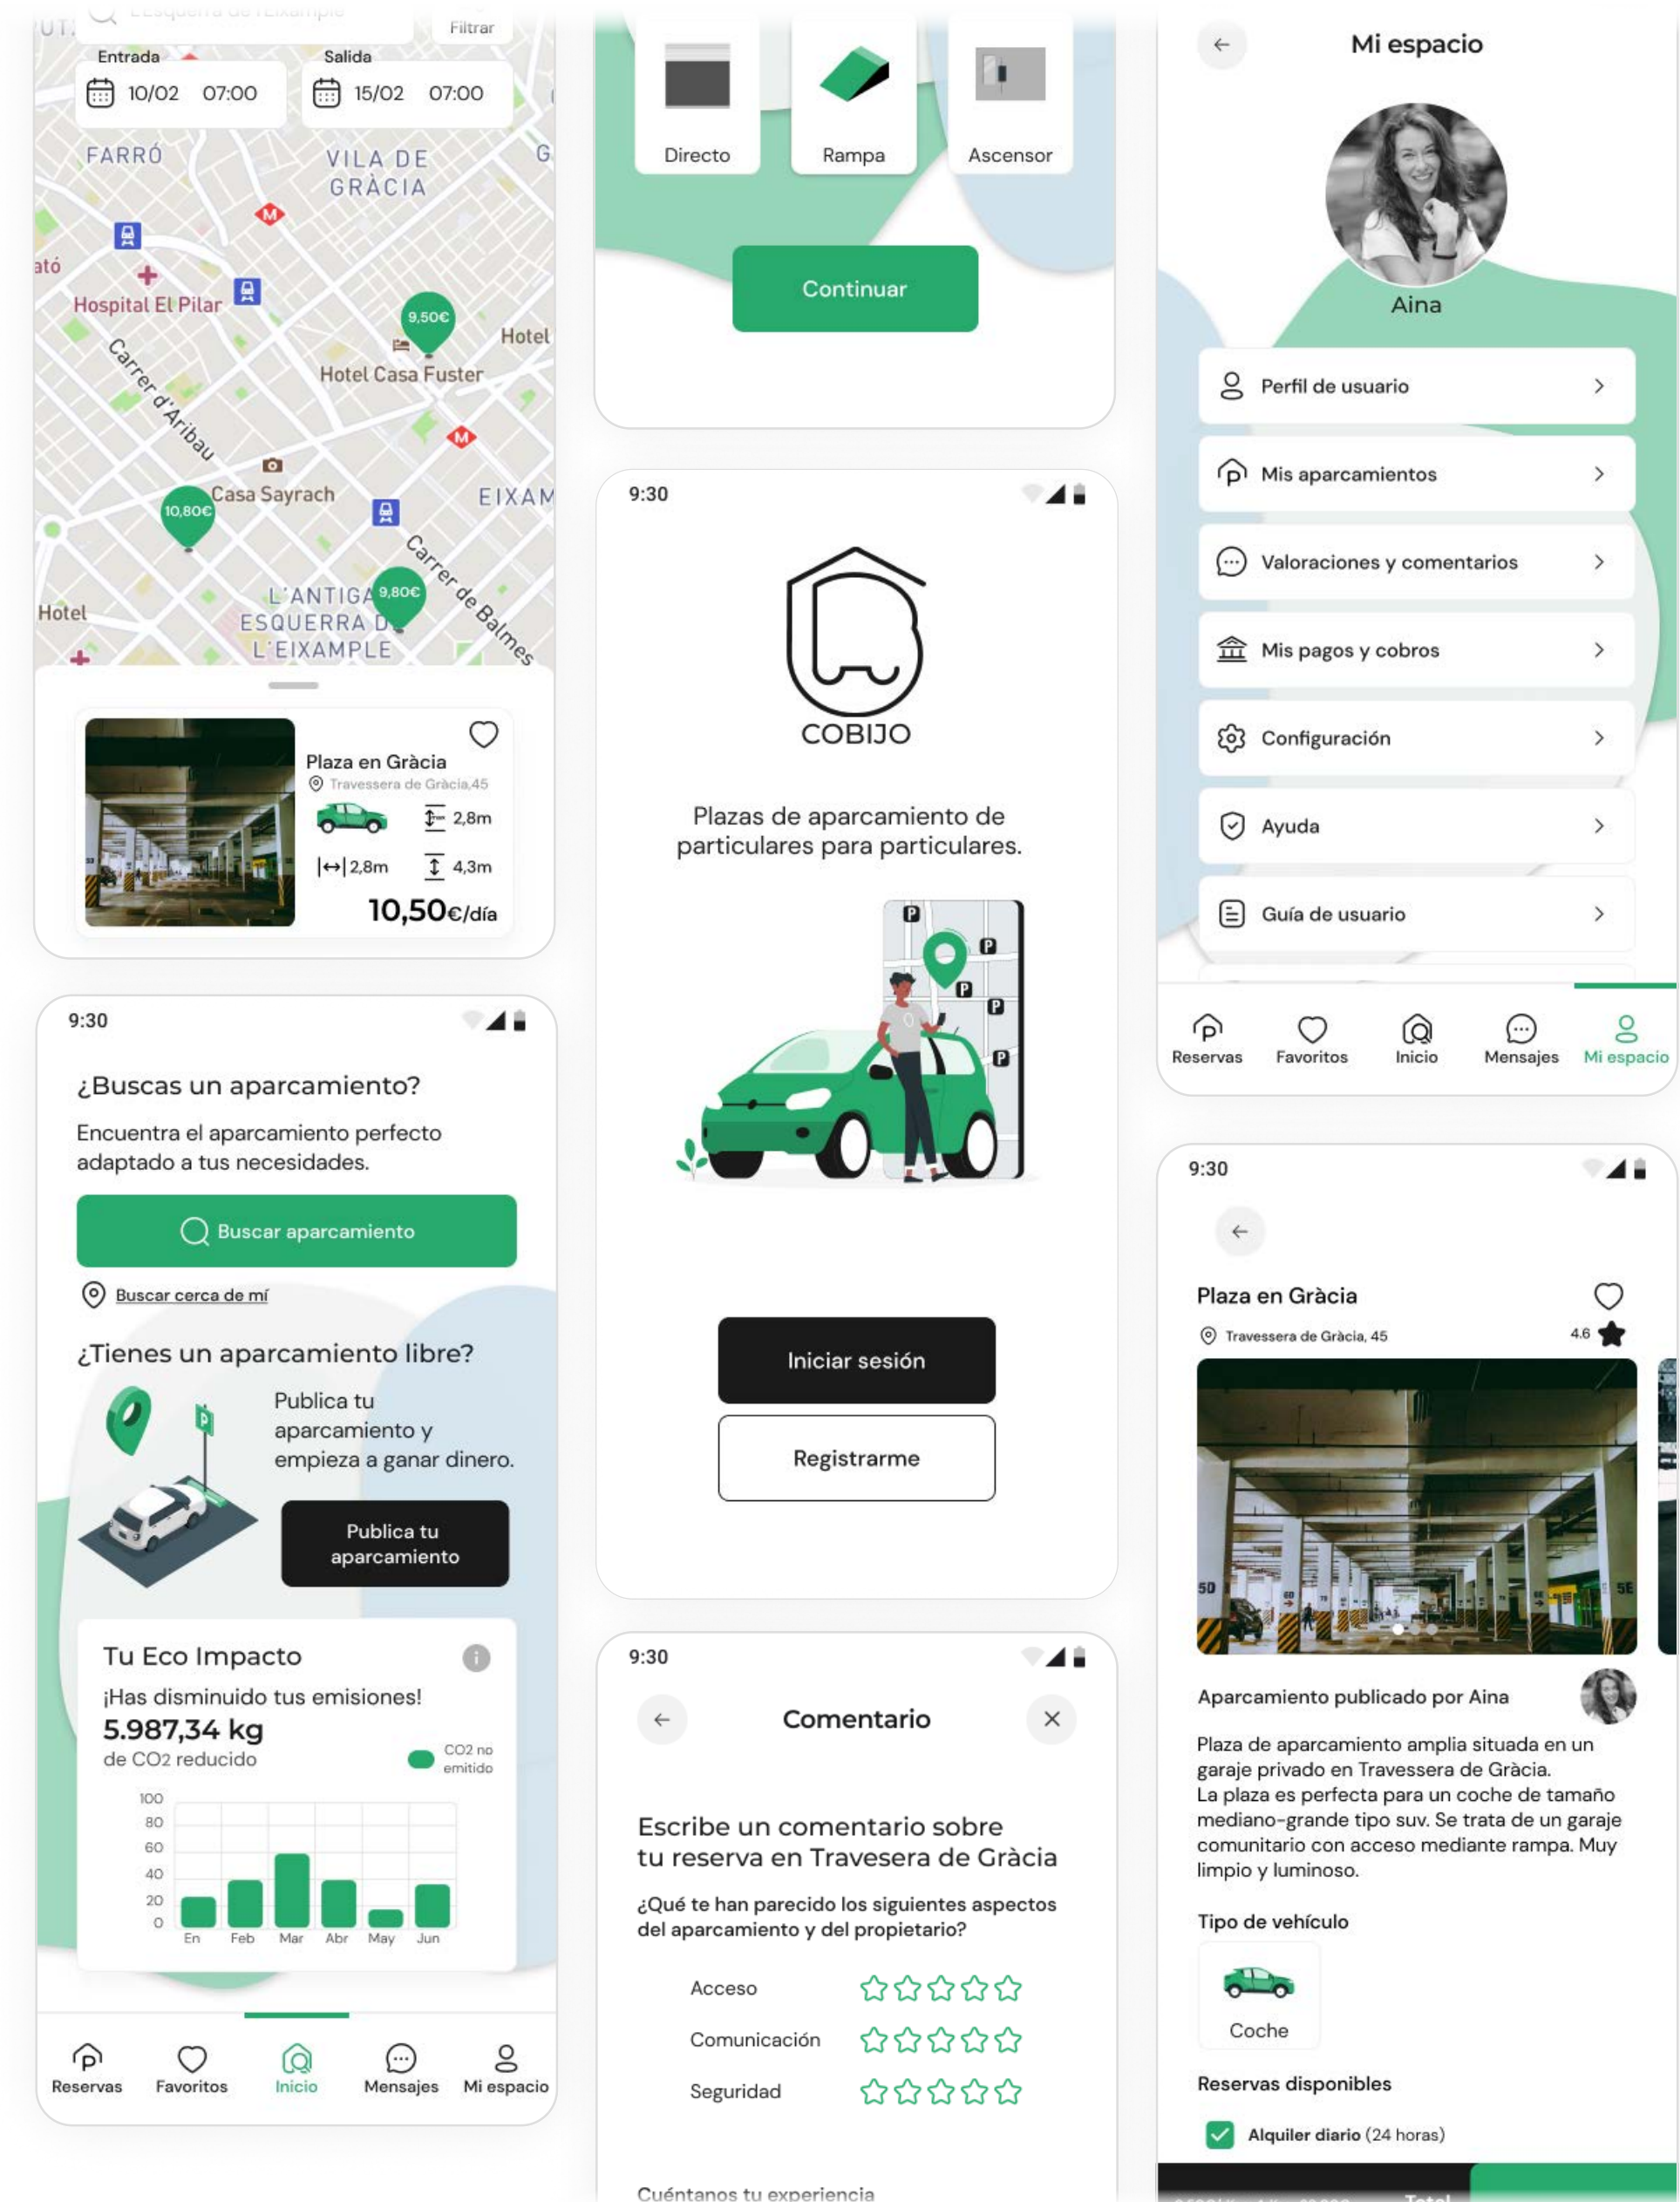 L'Esquerra de l'Eixample
Filtrar
Entrada
Salida
10/02 07:00
15/02 07:00
FARRÓ
VILA DE
GRÀCIA
M
ató
Hospital El Pilar
9,50€
Hotel
Hotel Casa Fuster
Carrer d'Aribau
M
Casa Sayrach
EIXAM
10,80€
Carrer de Balmes
9,80€
Hotel
L'ANTIGA
ESQUERRA D
L'EIXAMPLE
Plaza en Gràcia
Travessera de Gràcia,45
2,8m
2,8m
4,3m
10,50€/día
9:30
¿Buscas un aparcamiento?
Encuentra el aparcamiento perfecto
adaptado a tus necesidades.
Buscar aparcamiento
Buscar cerca de mí
¿Tienes un aparcamiento libre?
P
Publica tu
aparcamiento y
empieza a ganar dinero.
Publica tu
aparcamiento
Tu Eco Impacto
i
¡Has disminuido tus emisiones!
5.987,34 kg
de CO2 reducido
CO2 no
emitido
100
80
60
40
20
0
En Feb Mar Abr May Jun
Reservas Favoritos Inicio Mensajes Mi espacio
Directo
Rampa
Ascensor
Continuar
9:30
COBIJO
Plazas de aparcamiento de
particulares para particulares.
P
P
P
P
P
Iniciar sesión
Registrarme
9:30
Comentario
Escribe un comentario sobre
tu reserva en Travesera de Gràcia
¿Qué te han parecido los siguientes aspectos
del aparcamiento y del propietario?
Acceso
Comunicación
Seguridad
Cuéntanos tu experiencia
Mi espacio
Aina
Perfil de usuario
Mis aparcamientos
Valoraciones y comentarios
Mis pagos y cobros
Configuración
Ayuda
Guía de usuario
Reservas Favoritos Inicio Mensajes Mi espacio
9:30
Plaza en Gràcia
Travessera de Gràcia, 45
4.6
5D
5E
Aparcamiento publicado por Aina
Plaza de aparcamiento amplia situada en un
garaje privado en Travessera de Gràcia.
La plaza es perfecta para un coche de tamaño
mediano-grande tipo suv. Se trata de un garaje
comunitario con acceso mediante rampa. Muy
limpio y luminoso.
Tipo de vehículo
Coche
Reservas disponibles
Alquiler diario (24 horas)
Total